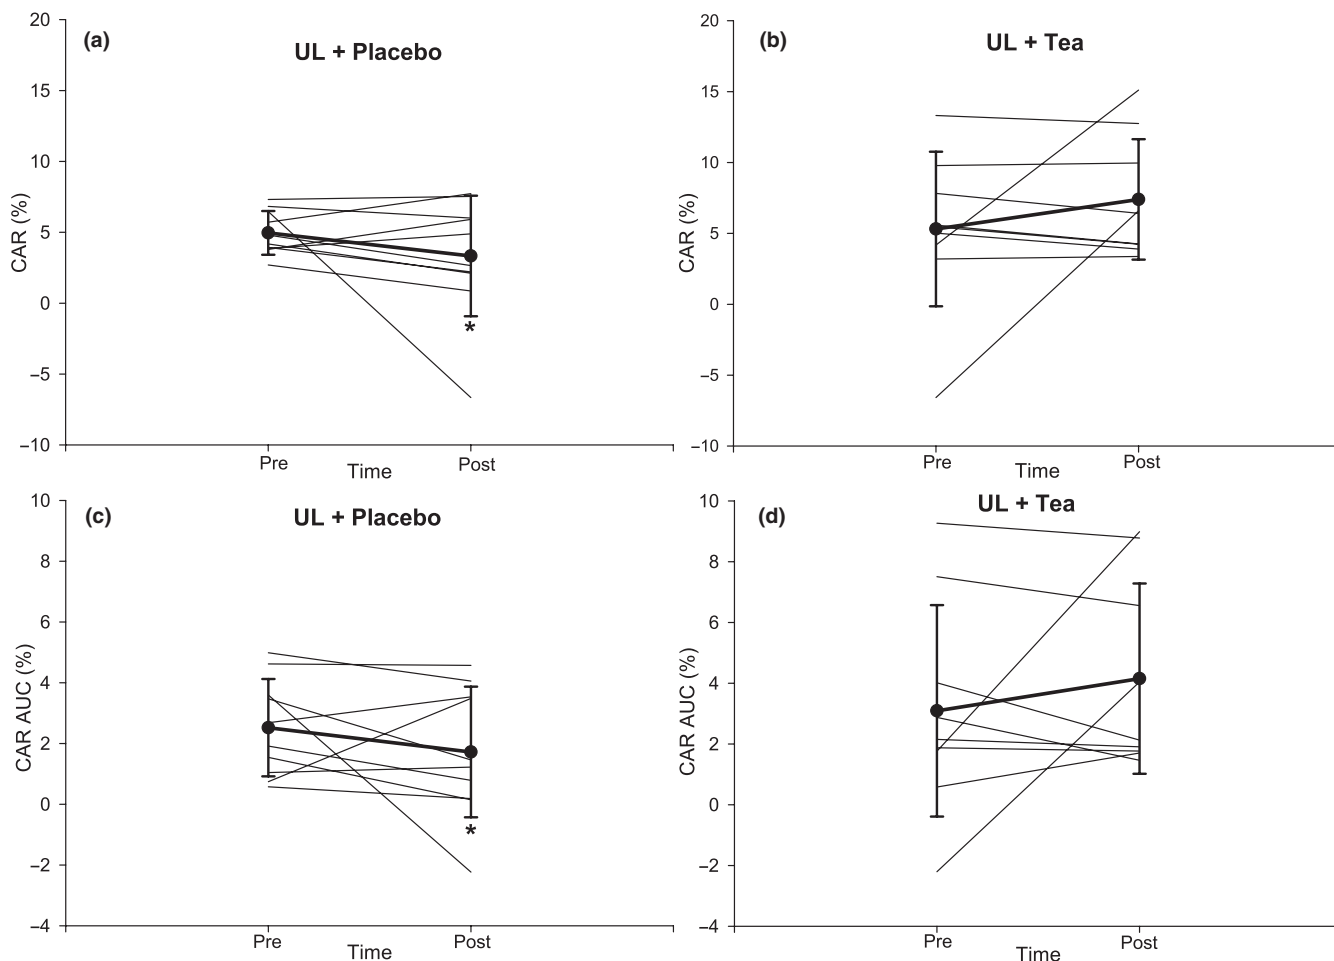 (a)
UL + Placebo
20
15
10
5
0
−5
−10
CAR (%)
Pre
Time
Post
*
(b)
UL + Tea
20
15
10
5
0
−5
−10
CAR (%)
Pre
Time
Post
(c)
UL + Placebo
10
8
6
4
2
0
−2
−4
CAR AUC (%)
Pre
Time
Post
*
(d)
UL + Tea
10
8
6
4
2
0
−2
−4
CAR AUC (%)
Pre
Time
Post